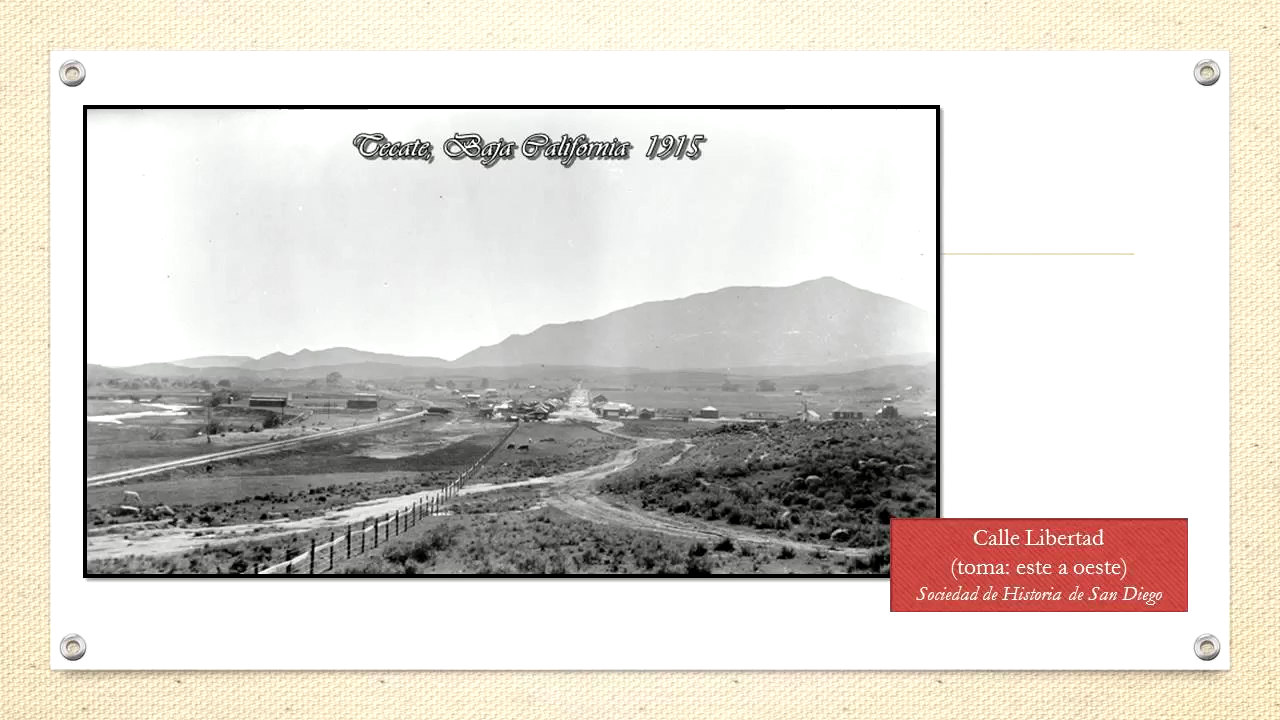 Tecate, Baja California 1915
Calle Libertad
(toma: este a oeste)
Sociedad de Historia de San Diego